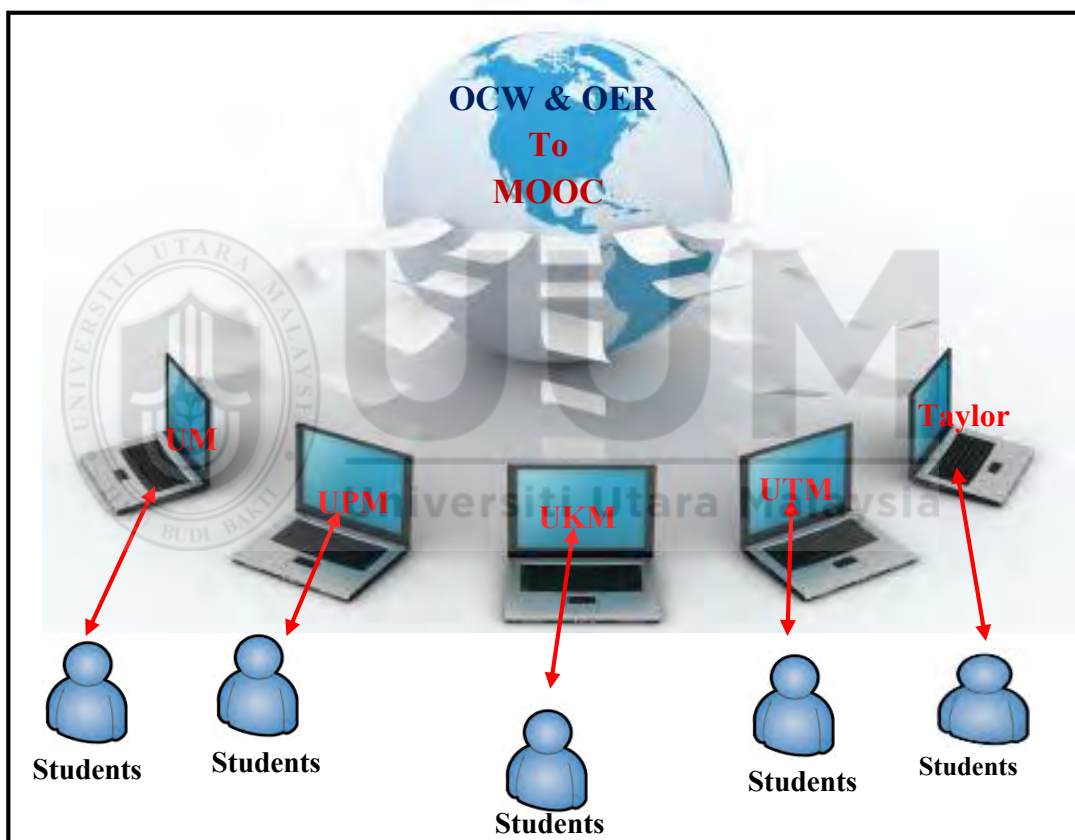 OCW & OER
To
MOOC
UNIVERSITI UTARA MALAYSIA
UUM
Universiti Utara Malaysia
BUDI BAKTI
UM
UPM
UKM
UTM
Taylor
Students
Students
Students
Students
Students